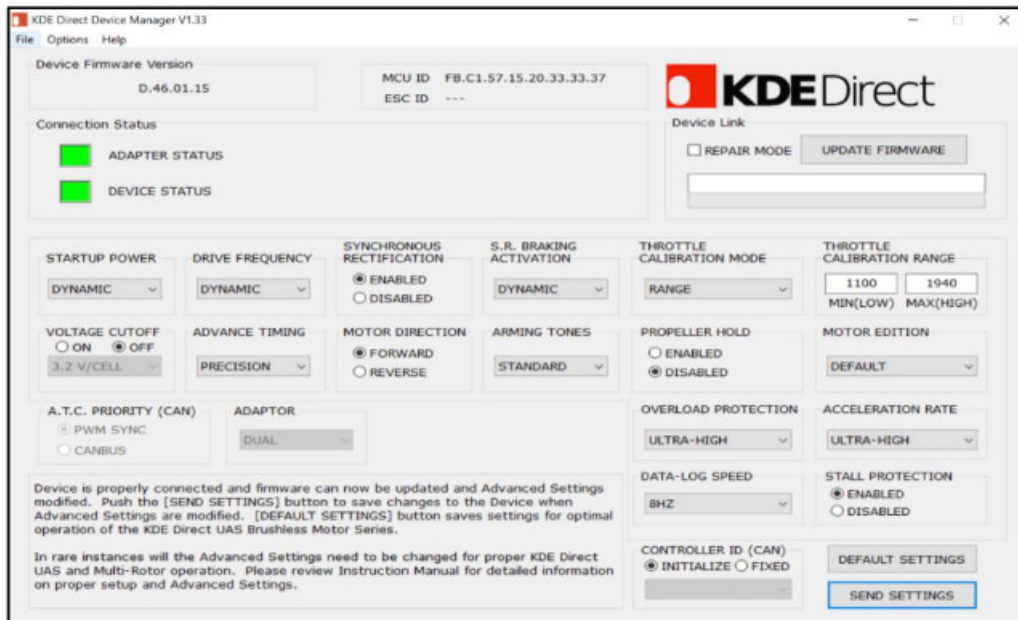 KDE Direct Device Manager V1.33
File Options Help
Device Firmware Version
D.46.01.15
MCU ID FB.C1.57.15.20.33.33.37
ESC ID ---
KDE Direct
Connection Status
ADAPTER STATUS
DEVICE STATUS
Device Link
REPAIR MODE
UPDATE FIRMWARE
STARTUP POWER
DYNAMIC
DRIVE FREQUENCY
DYNAMIC
SYNCHRONOUS
RECTIFICATION
ENABLED
DISABLED
S.R. BRAKING
ACTIVATION
DYNAMIC
THROTTLE
CALIBRATION MODE
RANGE
THROTTLE
CALIBRATION RANGE
1100 1940
MIN(LOW) MAX(HIGH)
VOLTAGE CUTOFF
ON OFF
3.2 V/CELL
ADVANCE TIMING
PRECISION
MOTOR DIRECTION
FORWARD
REVERSE
ARMING TONES
STANDARD
PROPELLER HOLD
ENABLED
DISABLED
MOTOR EDITION
DEFAULT
A.T.C. PRIORITY (CAN)
PWM SYNC
CANBUS
ADAPTOR
DUAL
OVERLOAD PROTECTION
ULTRA-HIGH
ACCELERATION RATE
ULTRA-HIGH
DATA-LOG SPEED
8HZ
STALL PROTECTION
ENABLED
DISABLED
Device is properly connected and firmware can now be updated and Advanced Settings
modified. Push the [SEND SETTINGS] button to save changes to the Device when
Advanced Settings are modified. [DEFAULT SETTINGS] button saves settings for optimal
operation of the KDE Direct UAS Brushless Motor Series.
In rare instances will the Advanced Settings need to be changed for proper KDE Direct
UAS and Multi-Rotor operation. Please review Instruction Manual for detailed information
on proper setup and Advanced Settings.
CONTROLLER ID (CAN)
INITIALIZE FIXED
DEFAULT SETTINGS
SEND SETTINGS